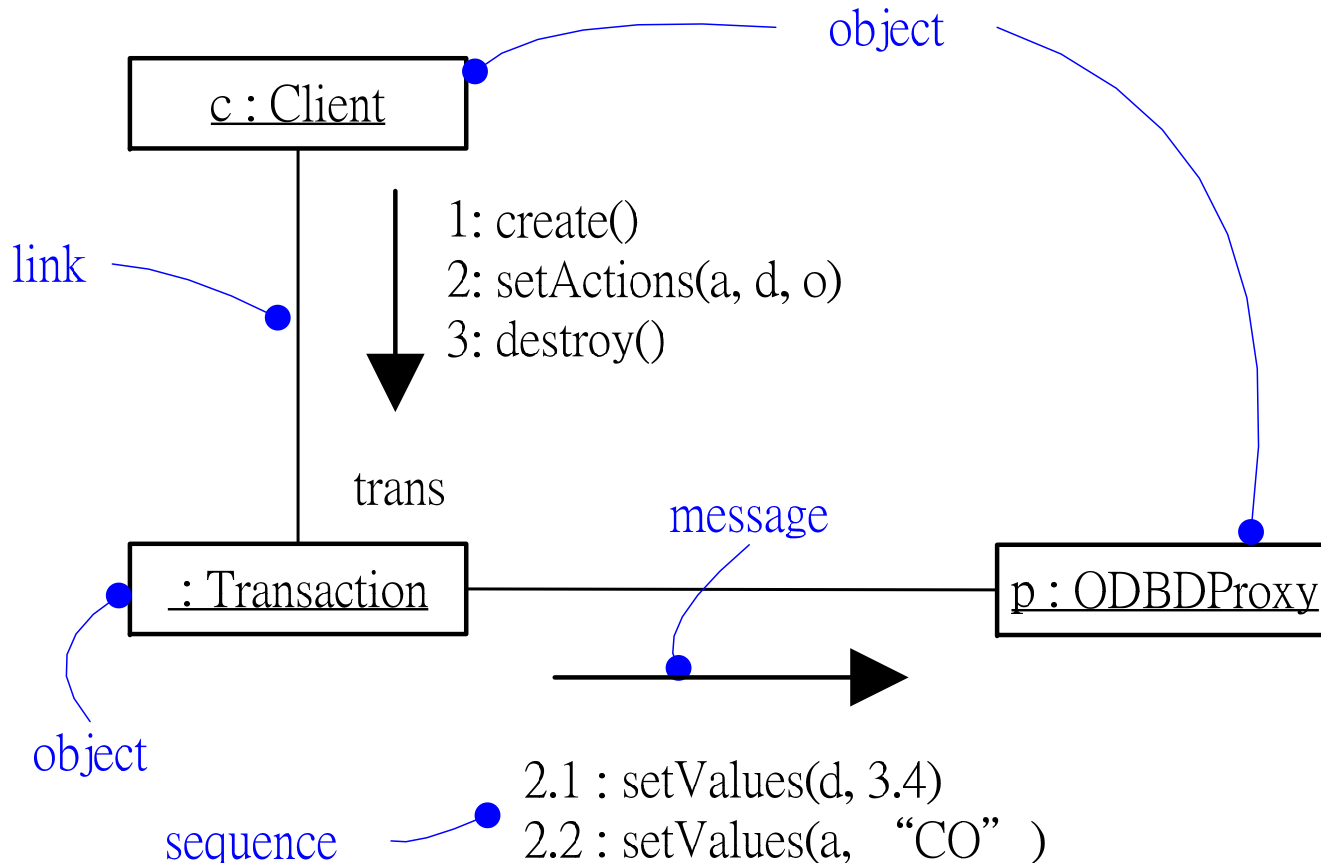 object
c : Client
1: create()
2: setActions(a, d, o)
3: destroy()
link
trans
message
: Transaction
p : ODBDProxy
object
2.1 : setValues(d, 3.4)
2.2 : setValues(a, “CO” )
sequence